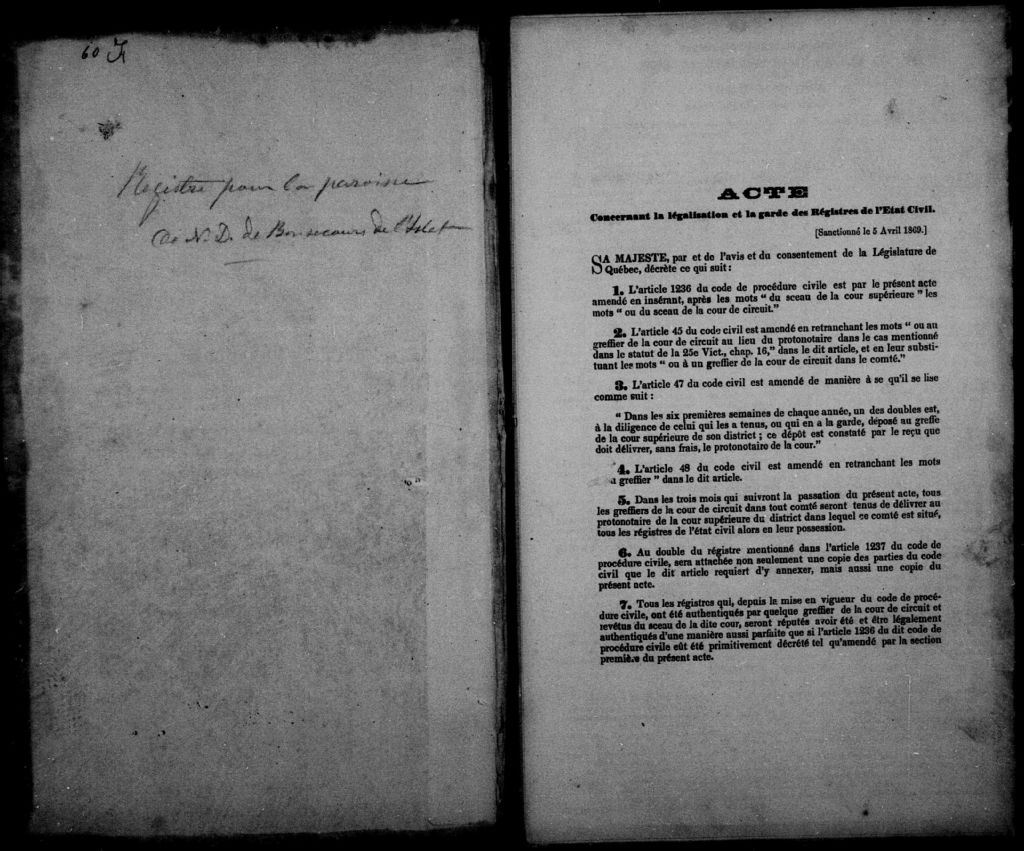 60 F
Registre pour la paroisse
de N. D. de Bonsecours de l'Islet
ACTE
Concernant la légalisation et la garde des Régistres de l'Etat Civil.
[Sanctionné le 5 Avril 1869.]
SA MAJESTE, par et de l'avis et du consentement de la Législature de
Québec, décrète ce qui suit :
1. L'article 1236 du code de procédure civile est par le présent acte
amendé en insérant, après les mots “ du sceau de la cour supérieure ” les
mots “ ou du sceau de la cour de circuit.”
2. L'article 45 du code civil est amendé en retranchant les mots “ ou au
greffier de la cour de circuit au lieu du protonotaire dans le cas mentionné
dans le statut de la 25e Vict., chap. 16,” dans le dit article, et en leur substi-
tuant les mots “ ou à un greffier de la cour de circuit dans le comté.”
3. L'article 47 du code civil est amendé de manière à se qu'il se lise
comme suit :
“ Dans les six premières semaines de chaque année, un des doubles est,
à la diligence de celui qui les a tenus, ou qui en a la garde, déposé au greffe
de la cour supérieure de son district ; ce dépôt est constaté par le reçu que
doit délivrer, sans frais, le protonotaire de la cour.”
4. L'article 48 du code civil est amendé en retranchant les mots
greffier ” dans le dit article.
5. Dans les trois mois qui suivront la passation du présent acte, tous
les greffiers de la cour de circuit dans tout comté seront tenus de délivrer au
protonotaire de la cour supérieure du district dans lequel ce comté est situé,
tous les régistres de l'état civil alors en leur possession.
6. Au double du régistre mentionné dans l'article 1237 du code de
procédure civile, sera attachée non seulement une copie des parties du code
civil que le dit article requiert d'y annexer, mais aussi une copie du
présent acte.
7. Tous les régistres qui, depuis la mise en vigueur du code de procé-
dure civile, ont été authentiqués par quelque greffier de la cour de circuit et
revêtus du sceau de la dite cour, seront réputés avoir été et être légalement
authentiqués d'une manière aussi parfaite que si l'article 1236 du dit code de
procédure civile eût été primitivement décrété tel qu'amendé par la section
première du présent acte.